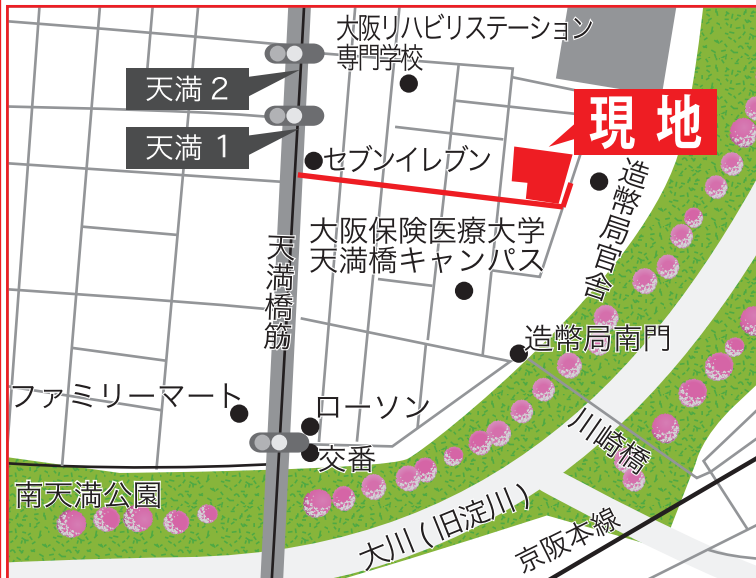 大阪リハビリステーション
専門学校
天満 2
天満 1
現 地
セブンイレブン
造幣局官舎
大阪保険医療大学
天満橋キャンパス
天満橋筋
造幣局南門
ファミリーマート
ローソン
交番
川崎橋
南天満公園
大川（旧淀川）
京阪本線